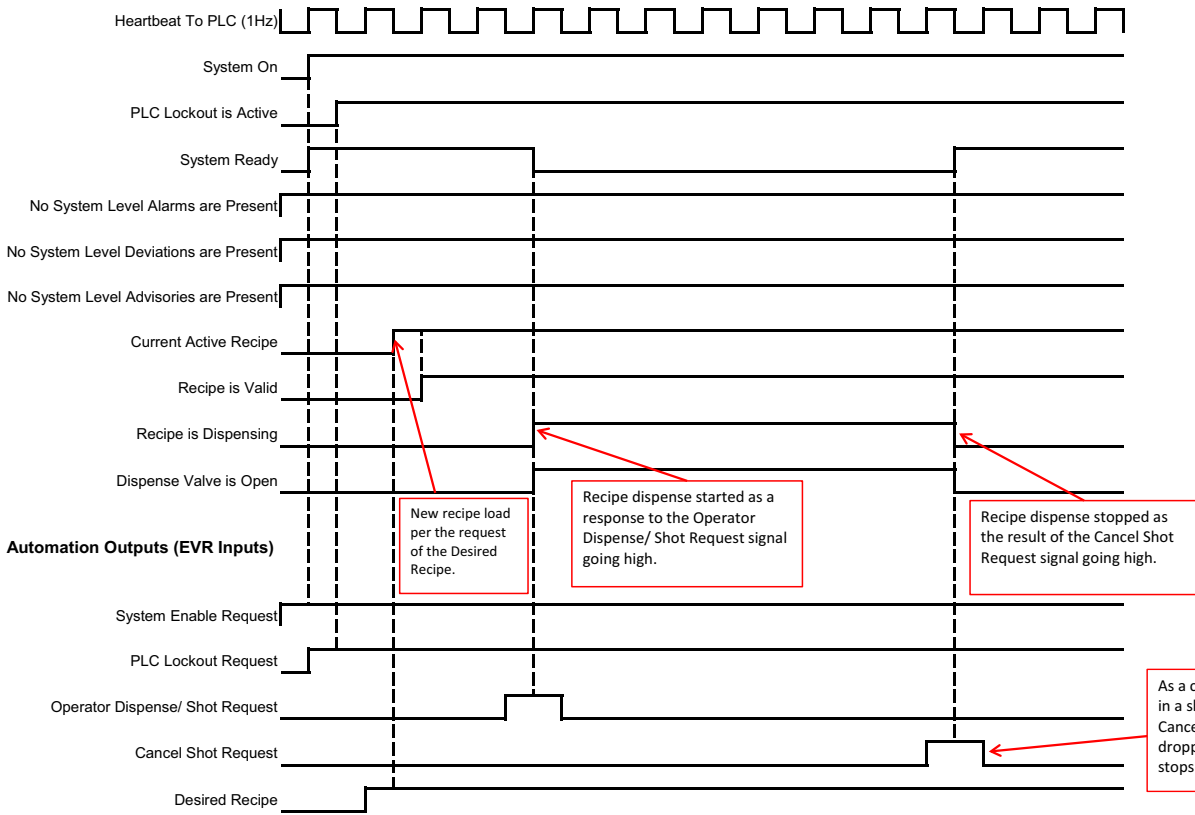 Heartbeat To PLC (1Hz)
System On
PLC Lockout is Active
System Ready
No System Level Alarms are Present
No System Level Deviations are Present
No System Level Advisories are Present
Current Active Recipe
Recipe is Valid
Recipe is Dispensing
Dispense Valve is Open
New recipe load
per the request
of the Desired
Recipe.
Recipe dispense started as a
response to the Operator
Dispense/ Shot Request signal
going high.
Recipe dispense stopped as
the result of the Cancel Shot
Request signal going high.
Automation Outputs (EVR Inputs)
System Enable Request
PLC Lockout Request
Operator Dispense/ Shot Request
Cancel Shot Request
Desired Recipe
As a
in a
stops